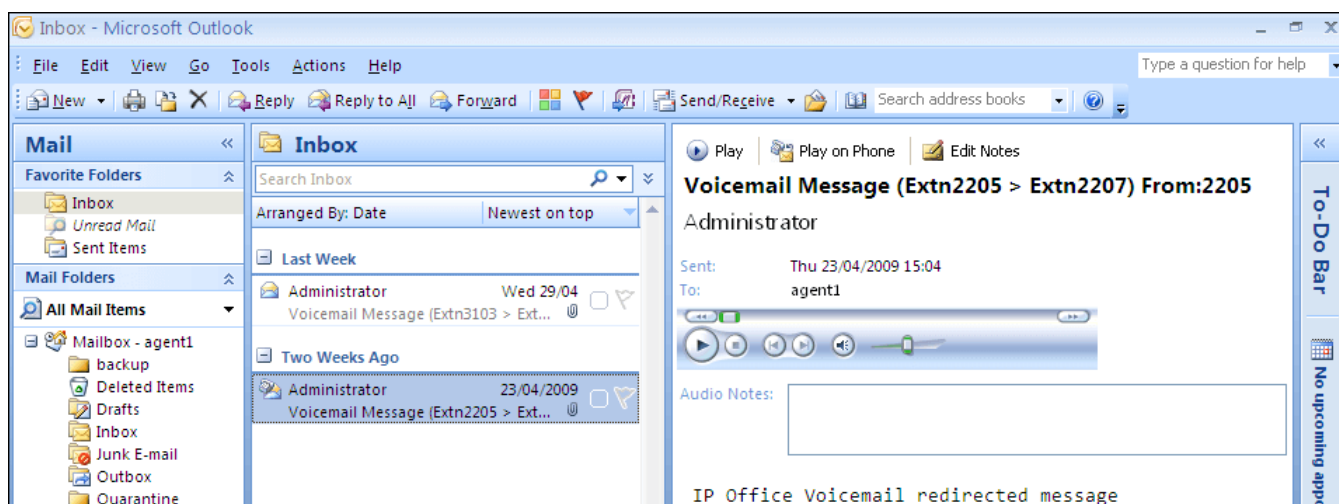 Inbox - Microsoft Outlook
File Edit View Go Tools Actions Help
Type a question for help
New Reply Reply to All Forward Send/Receive Search address books
Mail
Favorite Folders
Inbox
Unread Mail
Sent Items
Mail Folders
All Mail Items
Mailbox - agent1
backup
Deleted Items
Drafts
Inbox
Junk E-mail
Outbox
Quarantine
Inbox
Search Inbox
Arranged By: Date Newest on top
Last Week
Administrator Wed 29/04
Voicemail Message (Extn3103 > Ext...
Two Weeks Ago
Administrator 23/04/2009
Voicemail Message (Extn2205 > Ext...
Play Play on Phone Edit Notes
Voicemail Message (Extn2205 > Extn2207) From:2205
Administrator
Sent: Thu 23/04/2009 15:04
To: agent1
Audio Notes:
IP Office Voicemail redirected message
To-Do Bar
No upcoming appo